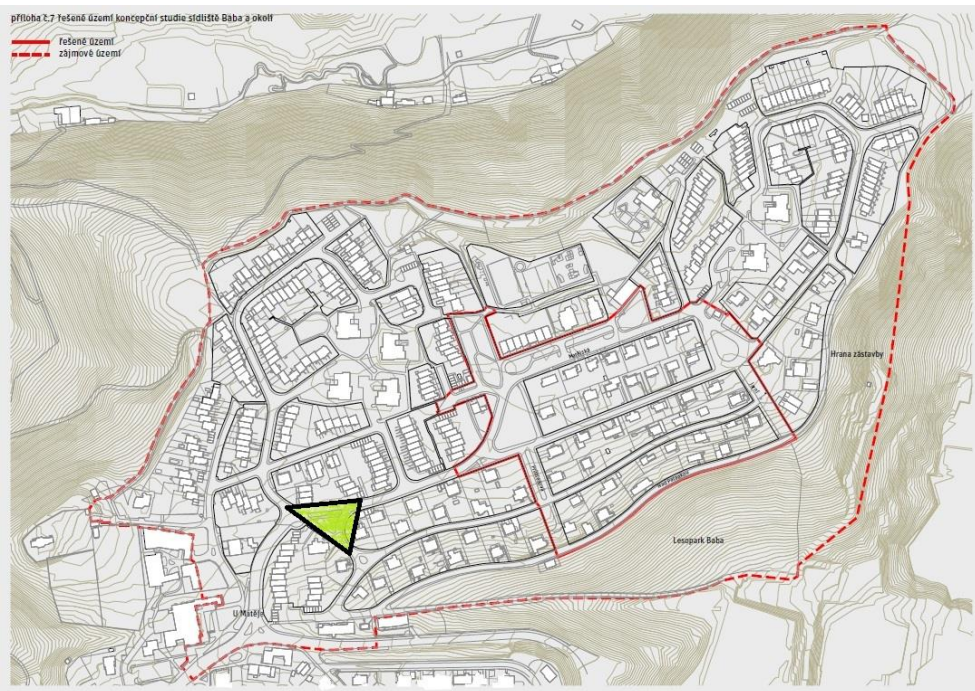 příloha č.7 řešené území koncepční studie sídliště Baba a okolí
řešené území
zájmové území
Hrana zástavby
Lesopark Baba
U Matěje